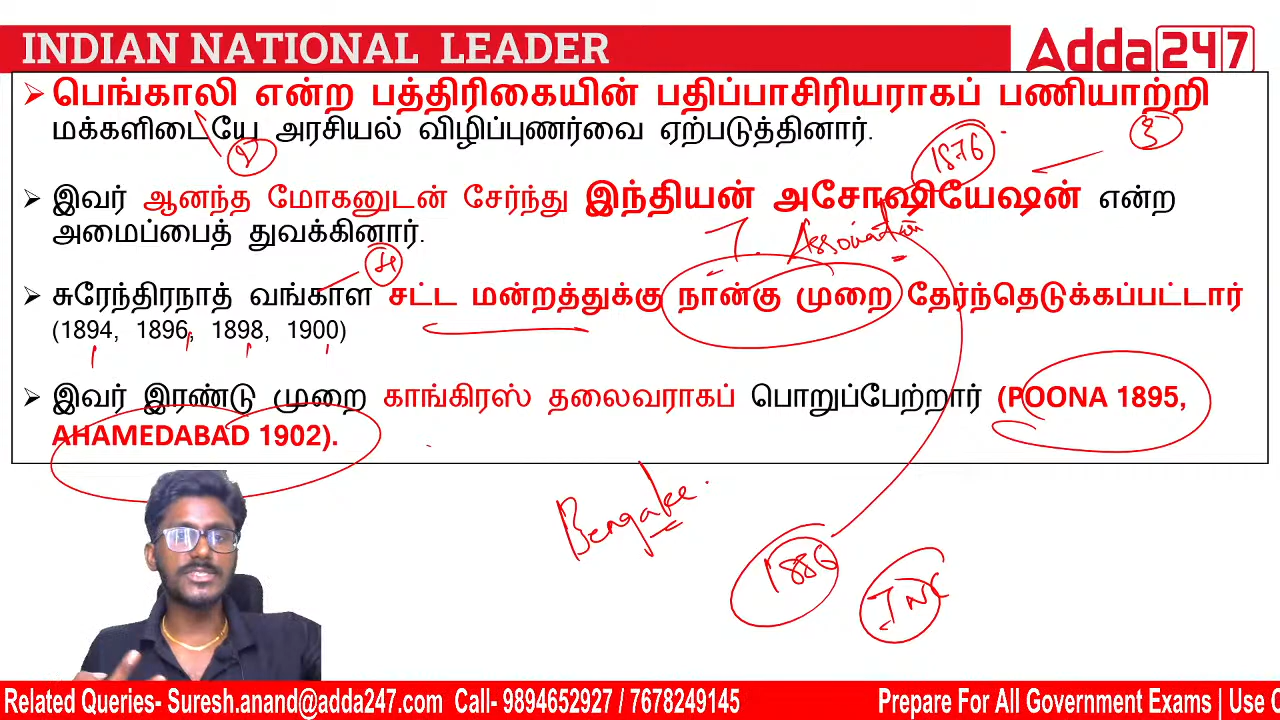 INDIAN NATIONAL LEADER
Adda247
பெங்காலி என்ற பத்திரிகையின் பதிப்பாசிரியராகப் பணியாற்றி
மக்களிடையே அரசியல் விழிப்புணர்வை ஏற்படுத்தினார்.
1876
இவர் ஆனந்த மோகனுடன் சேர்ந்து இந்தியன் அசோஷியேஷன் என்ற
அமைப்பைத் துவக்கினார்.
I. Association
சுரேந்திரநாத் வங்காள சட்ட மன்றத்துக்கு நான்கு முறை தேர்ந்தெடுக்கப்பட்டார்
(1894, 1896, 1898, 1900)
இவர் இரண்டு முறை காங்கிரஸ் தலைவராகப் பொறுப்பேற்றார் (POONA 1895,
AHAMEDABAD 1902).
1886
INC
Related Queries- Suresh.anand@adda247.com Call- 9894652927 / 7678249145
Prepare For All Government Exams | Use C